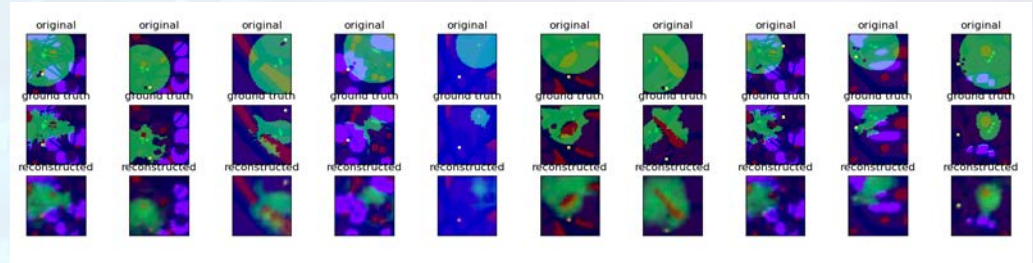 original original original original original original original original original original
ground truth ground truth ground truth ground truth ground truth ground truth ground truth ground truth ground truth ground truth
reconstructed reconstructed reconstructed reconstructed reconstructed reconstructed reconstructed reconstructed reconstructed reconstructed